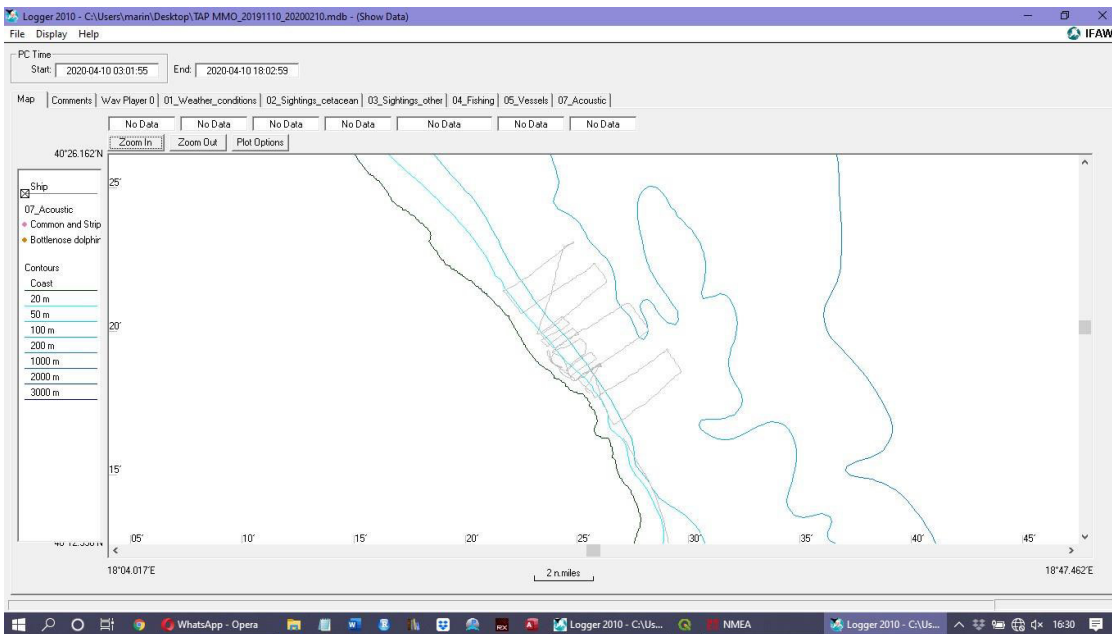 Logger 2010 - C:\Users\marin\Desktop\TAP MMO_20191110_20200210.mdb - (Show Data)
File Display Help
IFAW
PC Time
Start: 2020-04-10 03:01:55 End: 2020-04-10 18:02:59
Map Comments Wav Player 0 01_Weather_conditions 02_Sightings_cetacean 03_Sightings_other 04_Fishing 05_Vessels 07_Acoustic
No Data No Data No Data No Data No Data No Data No Data
Zoom In Zoom Out Plot Options
40°26.162'N
Ship
07_Acoustic
Common and Strip
Bottlenose dolphin
Contours
Coast
20 m
50 m
100 m
200 m
1000 m
2000 m
3000 m
25'
20'
15'
05' 10' 15' 20' 25' 30' 35' 40' 45'
18°04.017'E 2 n.miles 18°47.462'E
WhatsApp - Opera Logger 2010 - C:\Us... NMEA Logger 2010 - C:\Us... 16:30